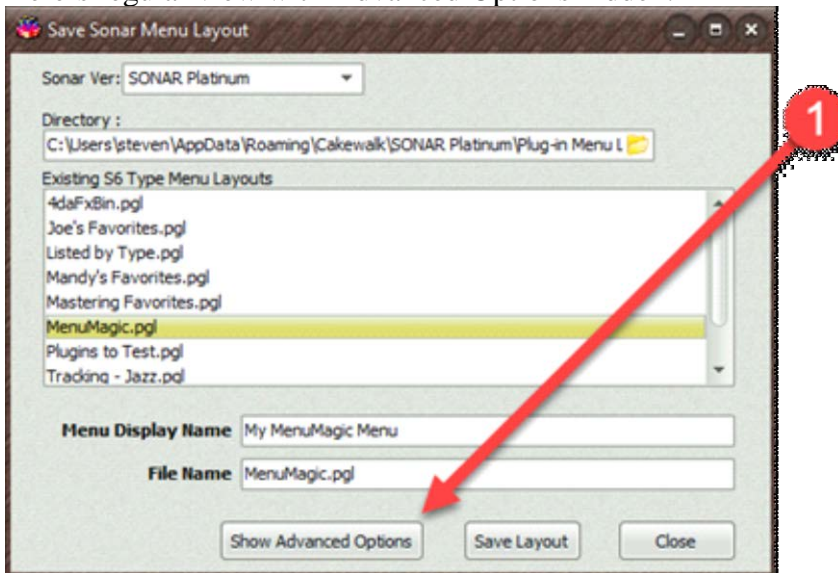 Save Sonar Menu Layout
Sonar Ver: SONAR Platinum
1
Directory :
C:\Users\steven\AppData\Roaming\Cakewalk\SONAR Platinum\Plug-in Menu L
Existing S6 Type Menu Layouts
4daFxBin.pgl
Joe's Favorites.pgl
Listed by Type.pgl
Mandy's Favorites.pgl
Mastering Favorites.pgl
MenuMagic.pgl
Plugins to Test.pgl
Tracking - Jazz.pgl
Menu Display Name My MenuMagic Menu
File Name MenuMagic.pgl
Show Advanced Options Save Layout Close